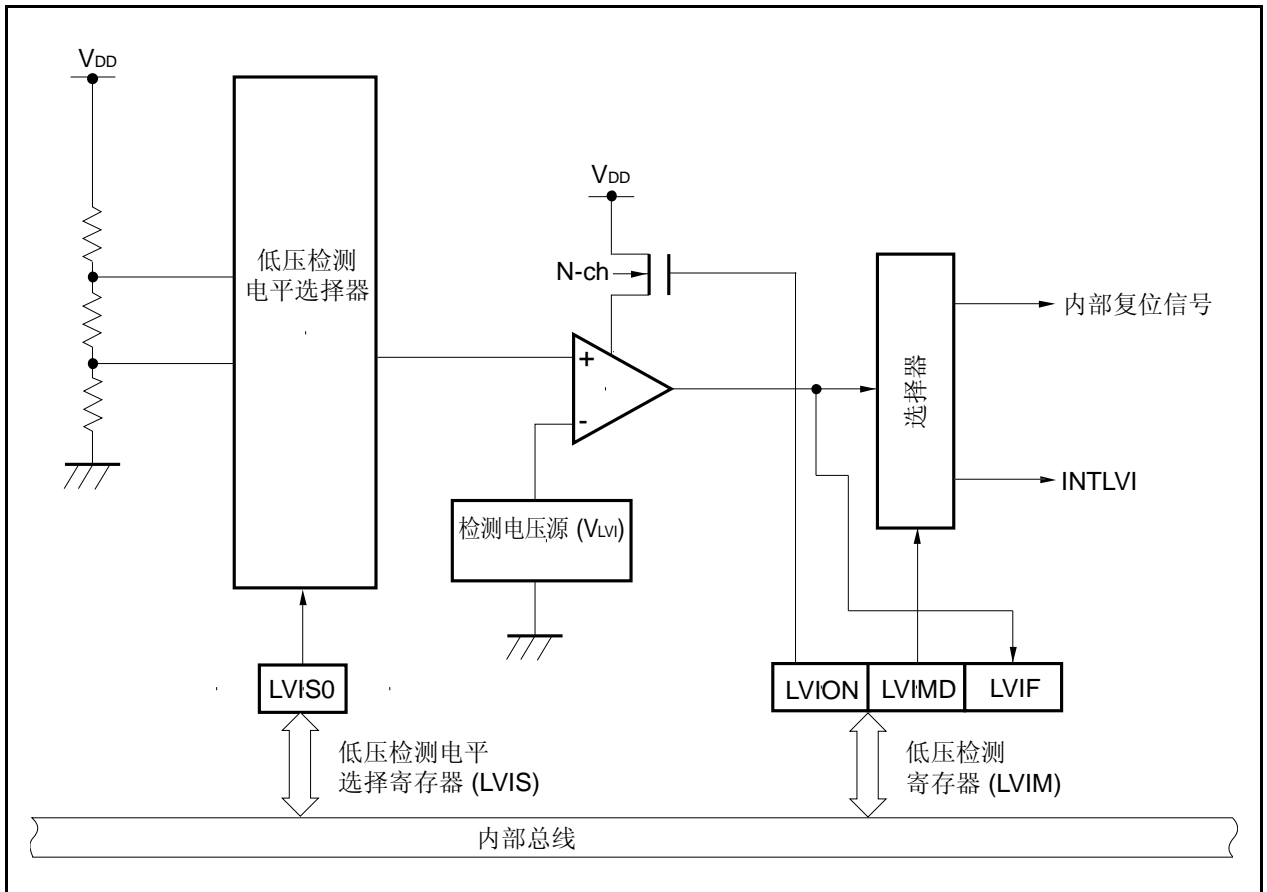 VDD
低压检测
电平选择器
VDD
N-ch
+
-
检测电压源 (VLVI)
选择器
内部复位信号
INTLVI
LVIS0
LVION
LVIMD
LVIF
低压检测电平
选择寄存器 (LVIS)
低压检测
寄存器 (LVIM)
内部总线